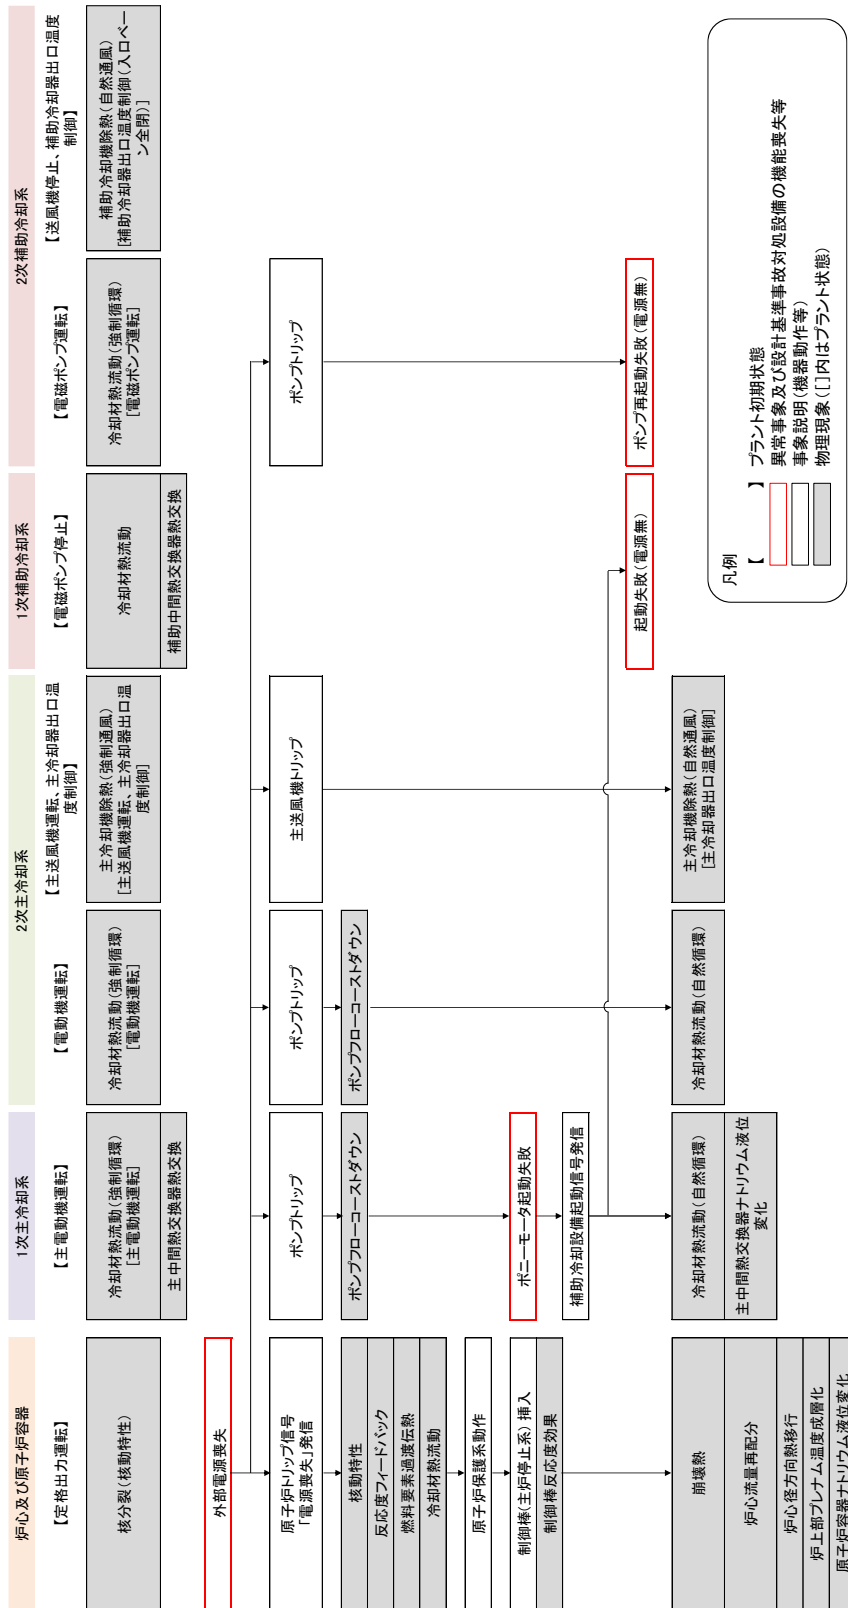 炉心及び原子炉容器
1次主冷却系
2次主冷却系
1次補助冷却系
2次補助冷却系
【定格出力運転】
【主電動機運転】
【電動機運転】
【主送風機運転、主冷却器出口温
度制御】
【電磁ポンプ停止】
【電磁ポンプ運転】
【送風機停止、補助冷却器出口温度
制御】
核分裂(核動特性)
冷却材熱流動(強制循環)
[主電動機運転]
主中間熱交換器熱交換
冷却材熱流動(強制循環)
[電動機運転]
主冷却機除熱(強制通風)
[主送風機運転、主冷却器出口温
度制御]
冷却材熱流動
補助中間熱交換器熱交換
冷却材熱流動(強制循環)
[電磁ポンプ運転]
補助冷却機除熱(自然通風)
[補助冷却器出口温度制御(入口ベー
ン全閉)]
外部電源喪失
原子炉トリップ信号
「電源喪失」発信
ポンプトリップ
ポンプトリップ
主送風機トリップ
ポンプトリップ
核動特性
反応度フィードバック
燃料要素過渡伝熱
冷却材熱流動
ポンプフローコーストダウン
ポンプフローコーストダウン
原子炉保護系動作
制御棒(主炉停止系)挿入
制御棒反応度効果
ポニーモータ起動失敗
補助冷却設備起動信号発信
起動失敗(電源無)
ポンプ再起動失敗(電源無)
崩壊熱
炉心流量再配分
炉心径方向熱移行
炉上部プレナム温度成層化
原子炉容器ナトリウム液位変化
冷却材熱流動(自然循環)
主中間熱交換器ナトリウム液位
変化
冷却材熱流動(自然循環)
主冷却機除熱(自然通風)
[主冷却器出口温度制御]
凡例
【 】 プラント初期状態
異常事象及び設計基準事故対処設備の機能喪失等
事象説明(機器動作等)
物理現象([]内はプラント状態)